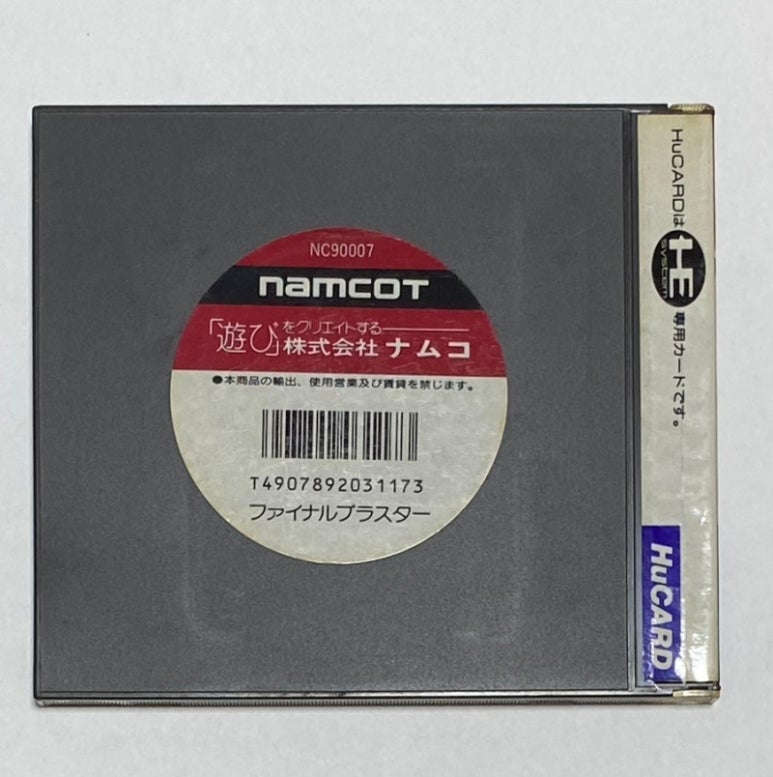 NC90007
namcot
「遊び」をクリエイトする
株式会社 ナムコ
●本商品の輸出、使用営業及び賃貸を禁じます。
T4907892031173
ファイナルブラスター
HuCARDは HE system 専用カードです。
HuCARD